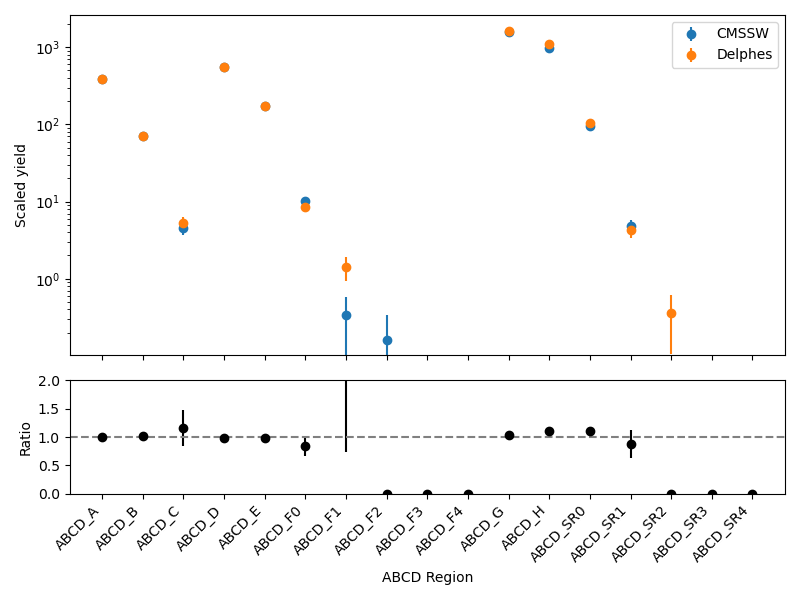 CMSSW
Delphes
Scaled yield
10³
10²
10¹
10⁰
Ratio
2.0
1.5
1.0
0.5
0.0
ABCD_A ABCD_B ABCD_C ABCD_D ABCD_E ABCD_F0 ABCD_F1 ABCD_F2 ABCD_F3 ABCD_F4 ABCD_G ABCD_H ABCD_SR0 ABCD_SR1 ABCD_SR2 ABCD_SR3 ABCD_SR4
ABCD Region